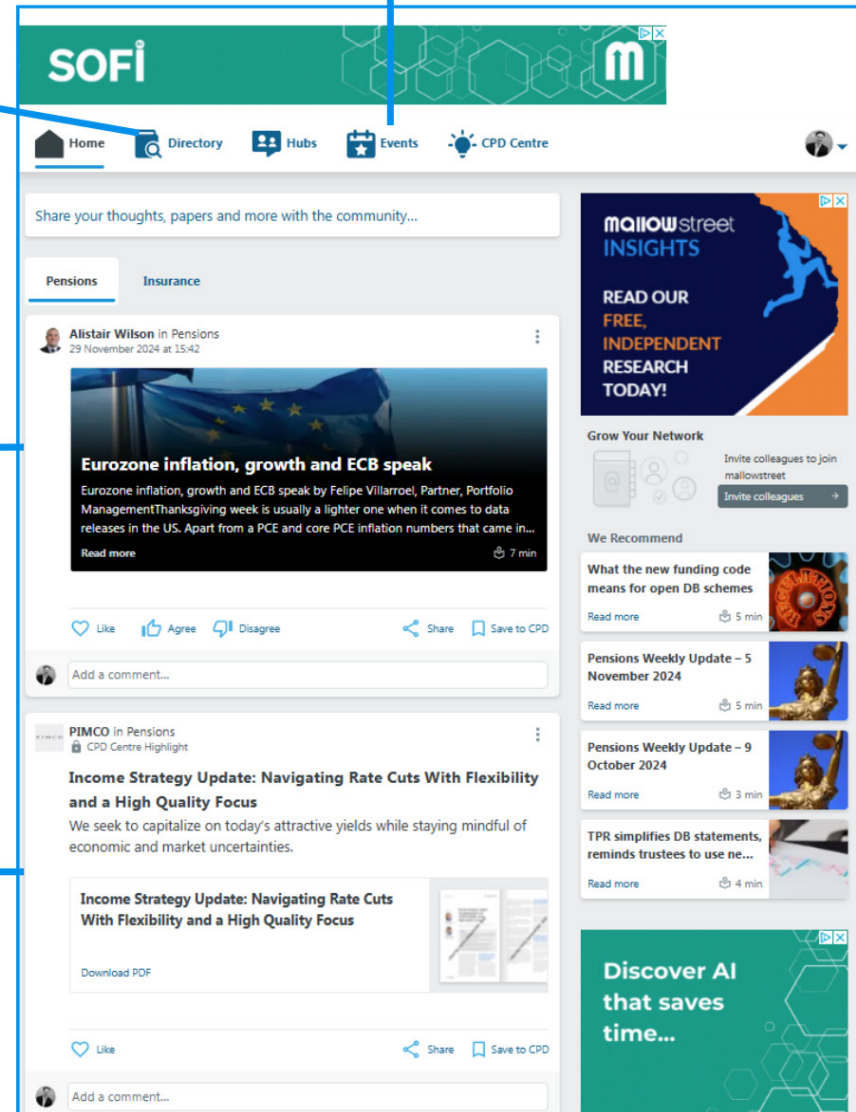 SOFI
Home
Directory
Hubs
Events
CPD Centre
Share your thoughts, papers and more with the community...
Pensions
Insurance
Alistair Wilson in Pensions
29 November 2024 at 15:42
Eurozone inflation, growth and ECB speak
Eurozone inflation, growth and ECB speak by Felipe Villarroel, Partner, Portfolio
ManagementThanksgiving week is usually a lighter one when it comes to data
releases in the US. Apart from a PCE and core PCE inflation numbers that came in...
Read more
7 min
Like
Agree
Disagree
Share
Save to CPD
Add a comment...
PIMCO
PIMCO in Pensions
CPD Centre Highlight
Income Strategy Update: Navigating Rate Cuts With Flexibility
and a High Quality Focus
We seek to capitalize on today's attractive yields while staying mindful of
economic and market uncertainties.
Income Strategy Update: Navigating Rate Cuts
With Flexibility and a High Quality Focus
Download PDF
Like
Share
Save to CPD
Add a comment...
mallowstreet
INSIGHTS
READ OUR
FREE,
INDEPENDENT
RESEARCH
TODAY!
Grow Your Network
Invite colleagues to join
mallowstreet
Invite colleagues
We Recommend
What the new funding code
means for open DB schemes
Read more
5 min
REGULATIONS
Pensions Weekly Update – 5
November 2024
Read more
5 min
Pensions Weekly Update – 9
October 2024
Read more
3 min
TPR simplifies DB statements,
reminds trustees to use ne...
Read more
4 min
Discover AI
that saves
time...